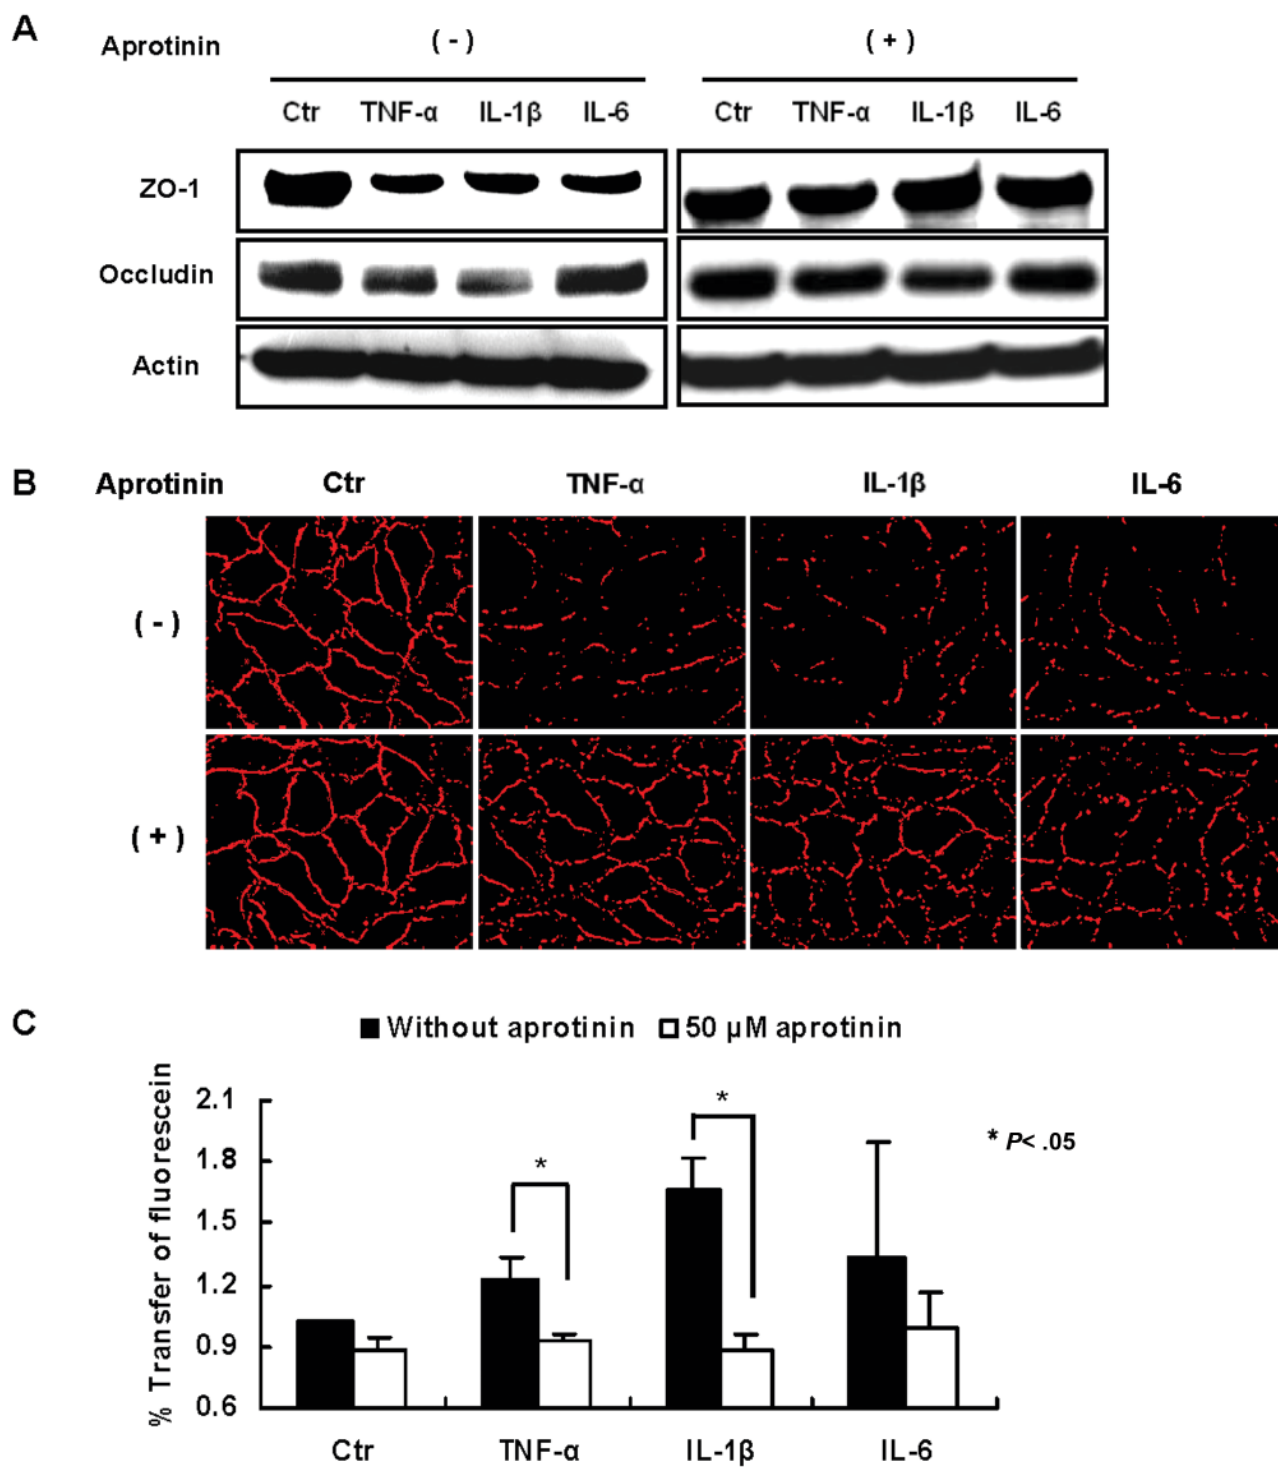 A
Aprotinin ( - ) ( + )
Ctr TNF-α IL-1β IL-6 Ctr TNF-α IL-1β IL-6
ZO-1
Occludin
Actin
B Aprotinin Ctr TNF-α IL-1β IL-6
( - )
( + )
C
Without aprotinin 50 µM aprotinin
% Transfer of fluorescein
2.1
1.8
1.5
1.2
0.9
0.6
*
*
* P< .05
Ctr TNF-α IL-1β IL-6